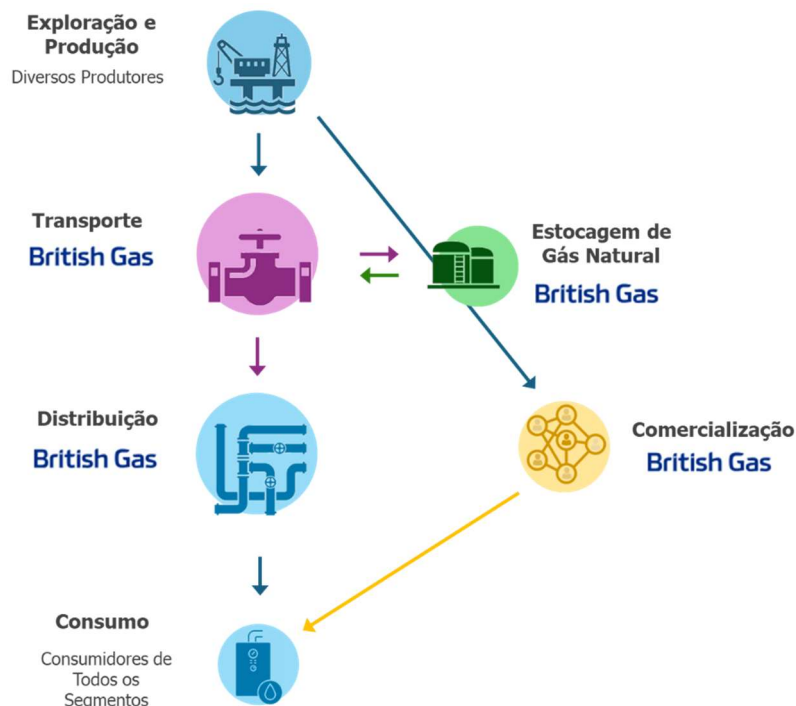 Exploração e
Produção
Diversos Produtores
Transporte
British Gas
Estocagem de
Gás Natural
British Gas
Distribuição
British Gas
Comercialização
British Gas
Consumo
Consumidores de
Todos os
Segmentos